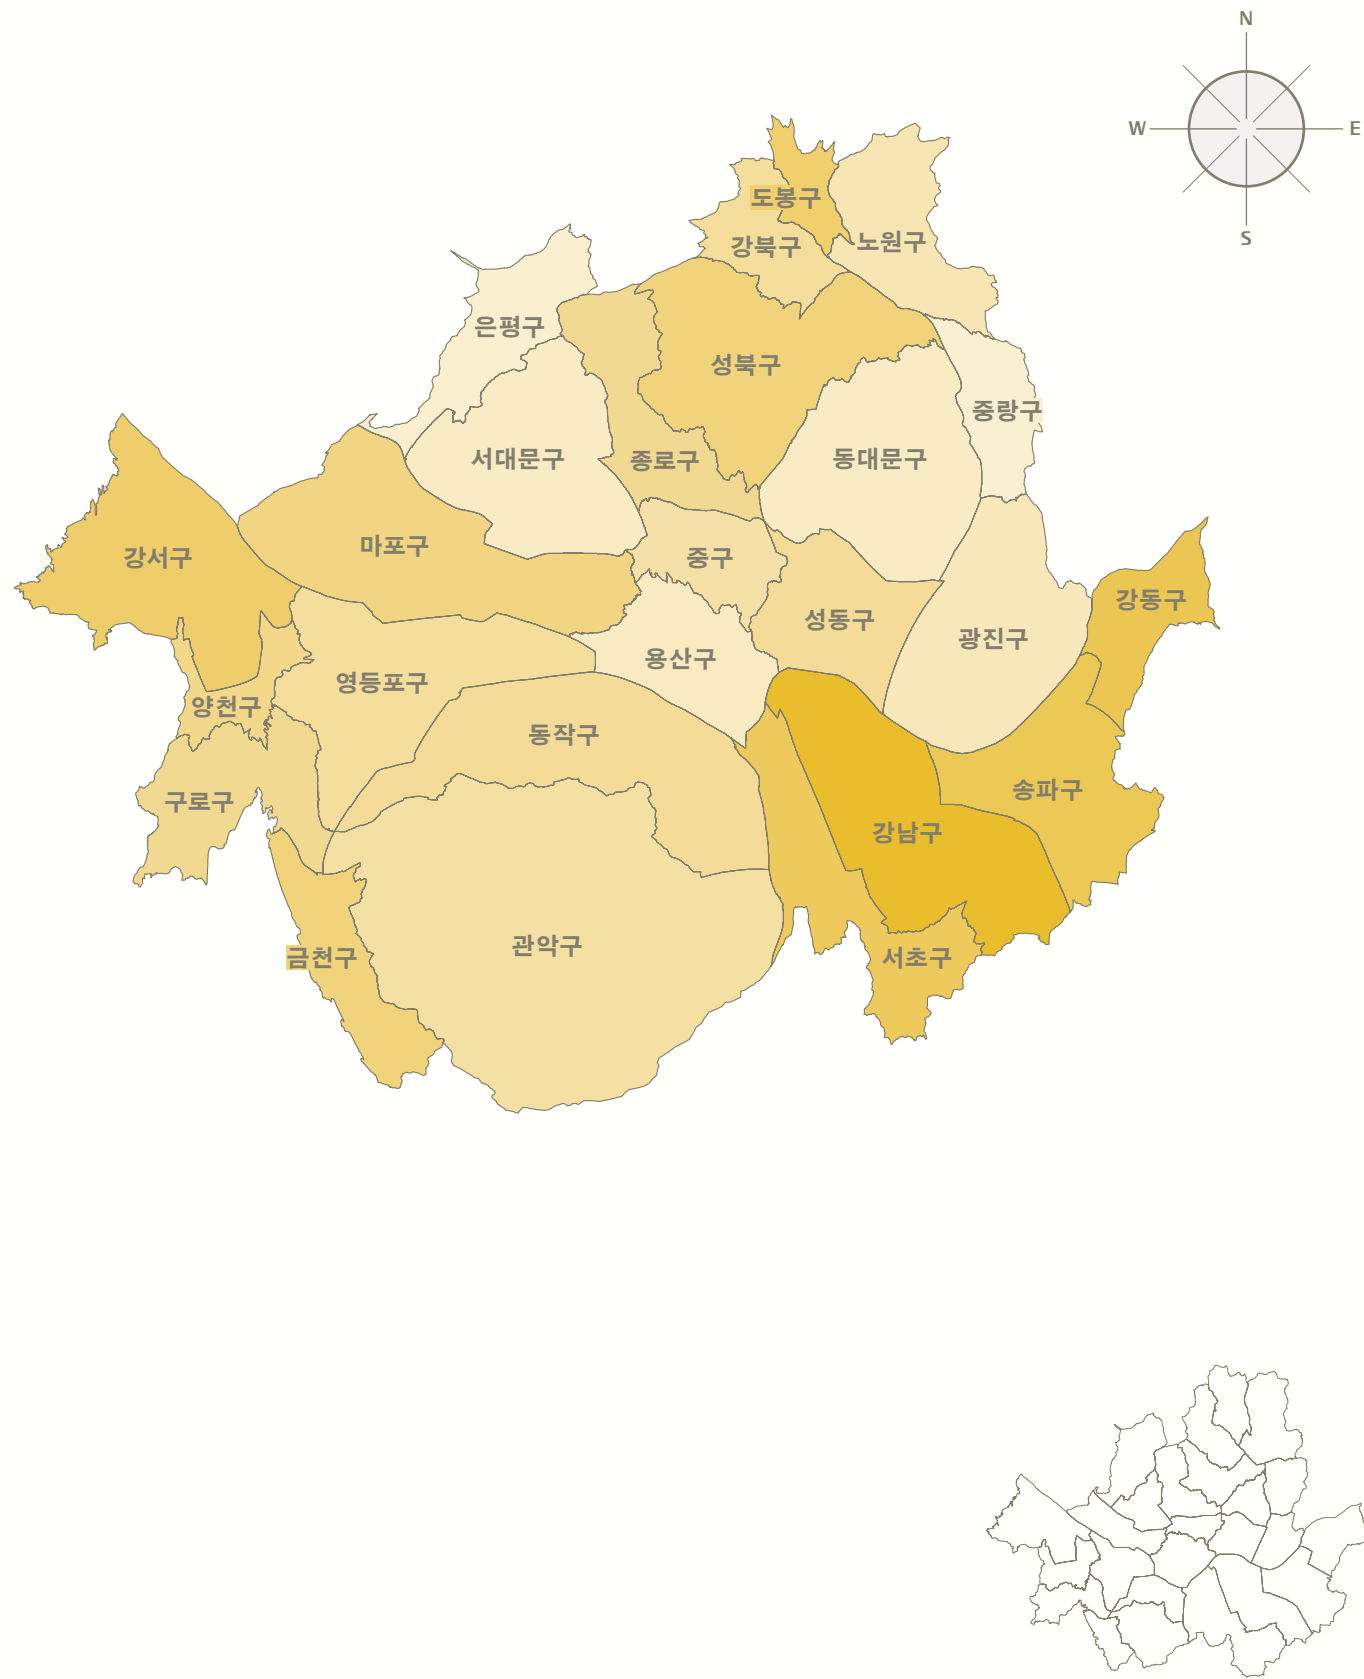 N
W
E
S
도봉구
강북구
노원구
은평구
성북구
중랑구
서대문구
종로구
동대문구
마포구
중구
강서구
강동구
성동구
광진구
용산구
영등포구
양천구
동작구
송파구
구로구
강남구
관악구
금천구
서초구